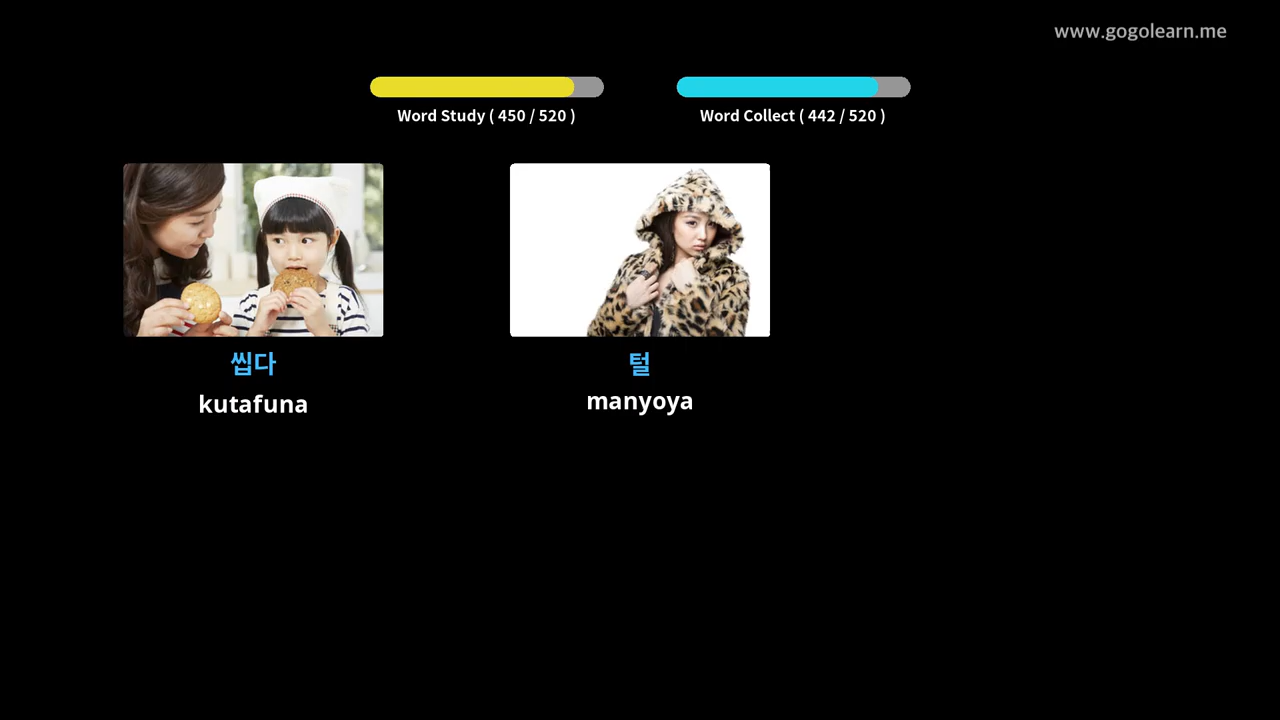 www.gogolearn.me
Word Study ( 450 / 520 )
Word Collect ( 442 / 520 )
씹다
털
kutafuna
manyoya